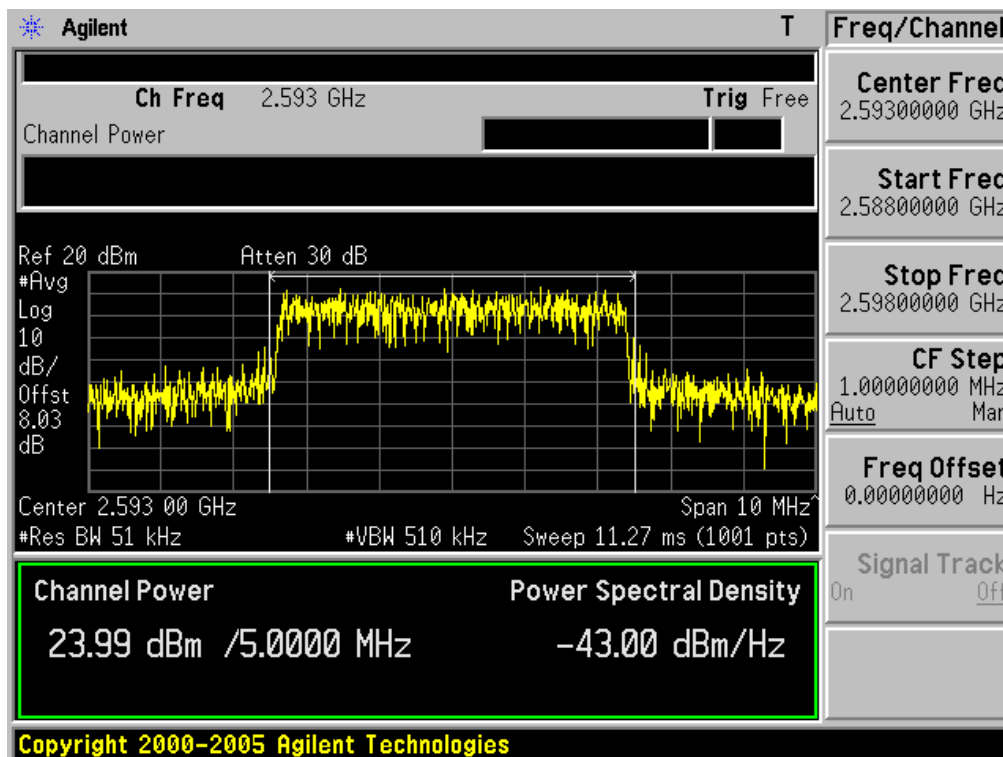 Agilent T Freq/Channel
Ch Freq 2.593 GHz Trig Free
Channel Power
Center Freq
2.59300000 GHz
Start Freq
2.58800000 GHz
Stop Freq
2.59800000 GHz
CF Step
1.00000000 MHz
Auto Man
Freq Offset
0.00000000 Hz
Signal Track
On Off
Ref 20 dBm Atten 30 dB
#Avg
Log
10
dB/
Offst
8.03
dB
Center 2.593 00 GHz Span 10 MHz^
#Res BW 51 kHz #VBW 510 kHz Sweep 11.27 ms (1001 pts)
Channel Power Power Spectral Density
23.99 dBm /5.0000 MHz -43.00 dBm/Hz
Copyright 2000-2005 Agilent Technologies